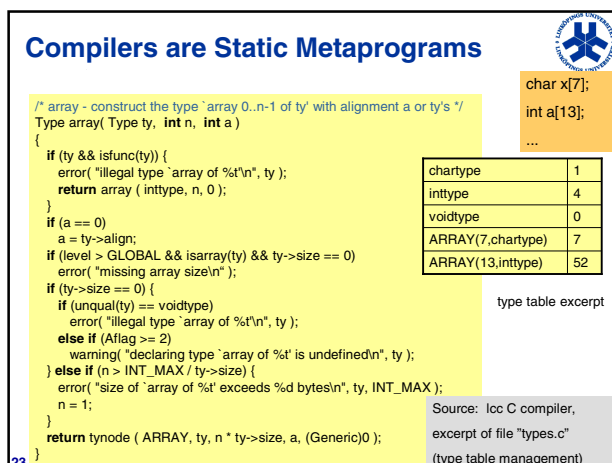 Compilers are Static Metaprograms
LINKÖPINGS UNIVERSITET
char x[7];
int a[13];
...
/* array - construct the type `array 0..n-1 of ty' with alignment a or ty's */
Type array( Type ty, int n, int a )
{
if (ty && isfunc(ty)) {
error( "illegal type `array of %t'\n", ty );
return array ( inttype, n, 0 );
}
if (a == 0)
a = ty->align;
if (level > GLOBAL && isarray(ty) && ty->size == 0)
error( "missing array size\n" );
if (ty->size == 0) {
if (unqual(ty) == voidtype)
error( "illegal type `array of %t'\n", ty );
else if (Aflag >= 2)
warning( "declaring type `array of %t' is undefined\n", ty );
} else if (n > INT_MAX / ty->size) {
error( "size of `array of %t' exceeds %d bytes\n", ty, INT_MAX );
n = 1;
}
return tynode ( ARRAY, ty, n * ty->size, a, (Generic)0 );
}
chartype 1
inttype 4
voidtype 0
ARRAY(7,chartype) 7
ARRAY(13,inttype) 52
type table excerpt
Source: lcc C compiler,
excerpt of file "types.c"
(type table management)
23